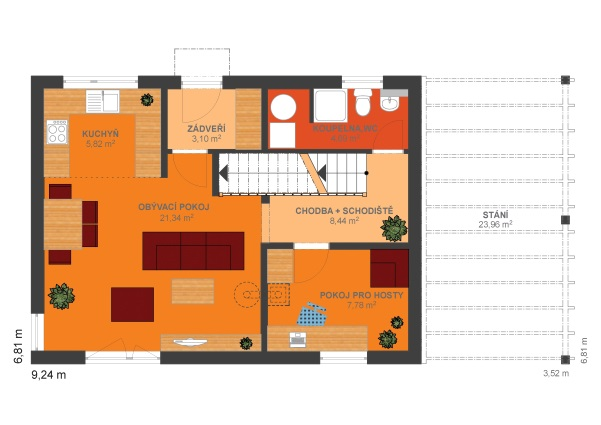 KUCHYŇ
5,82 m²
ZÁDVEŘÍ
3,10 m²
KOUPELNA,WC
4,69 m²
OBÝVACÍ POKOJ
21,34 m²
CHODBA + SCHODIŠTĚ
8,44 m²
STÁNÍ
23,96 m²
POKOJ PRO HOSTY
7,78 m²
6,81 m
9,24 m
3,52 m
6,81 m